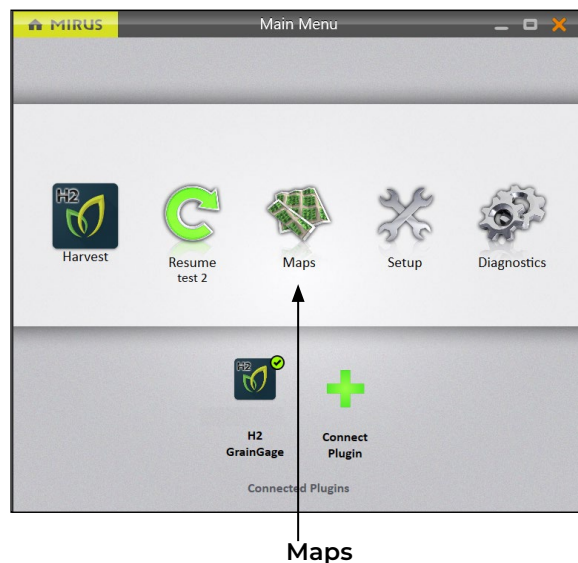 MIRUS
Main Menu
H2
Harvest
Resume
test 2
Maps
Setup
Diagnostics
H2
H2
GrainGage
Connect
Plugin
Connected Plugins
Maps